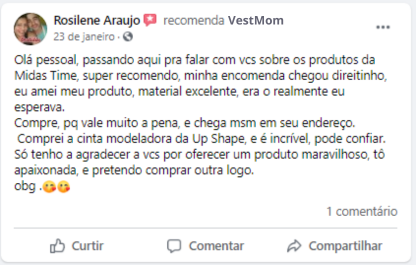 Rosilene Araujo recomenda VestMom
23 de janeiro ·
Olá pessoal, passando aqui pra falar com vcs sobre os produtos da
Midas Time, super recomendo, minha encomenda chegou direitinho,
eu amei meu produto, material excelente, era o realmente eu
esperava.
Compre, pq vale muito a pena, e chega msm em seu endereço.
Comprei a cinta modeladora da Up Shape, e é incrível, pode confiar.
Só tenho a agradecer a vcs por oferecer um produto maravilhoso, tô
apaixonada, e pretendo comprar outra logo.
obg .😋😋
1 comentário
Curtir Comentar Compartilhar